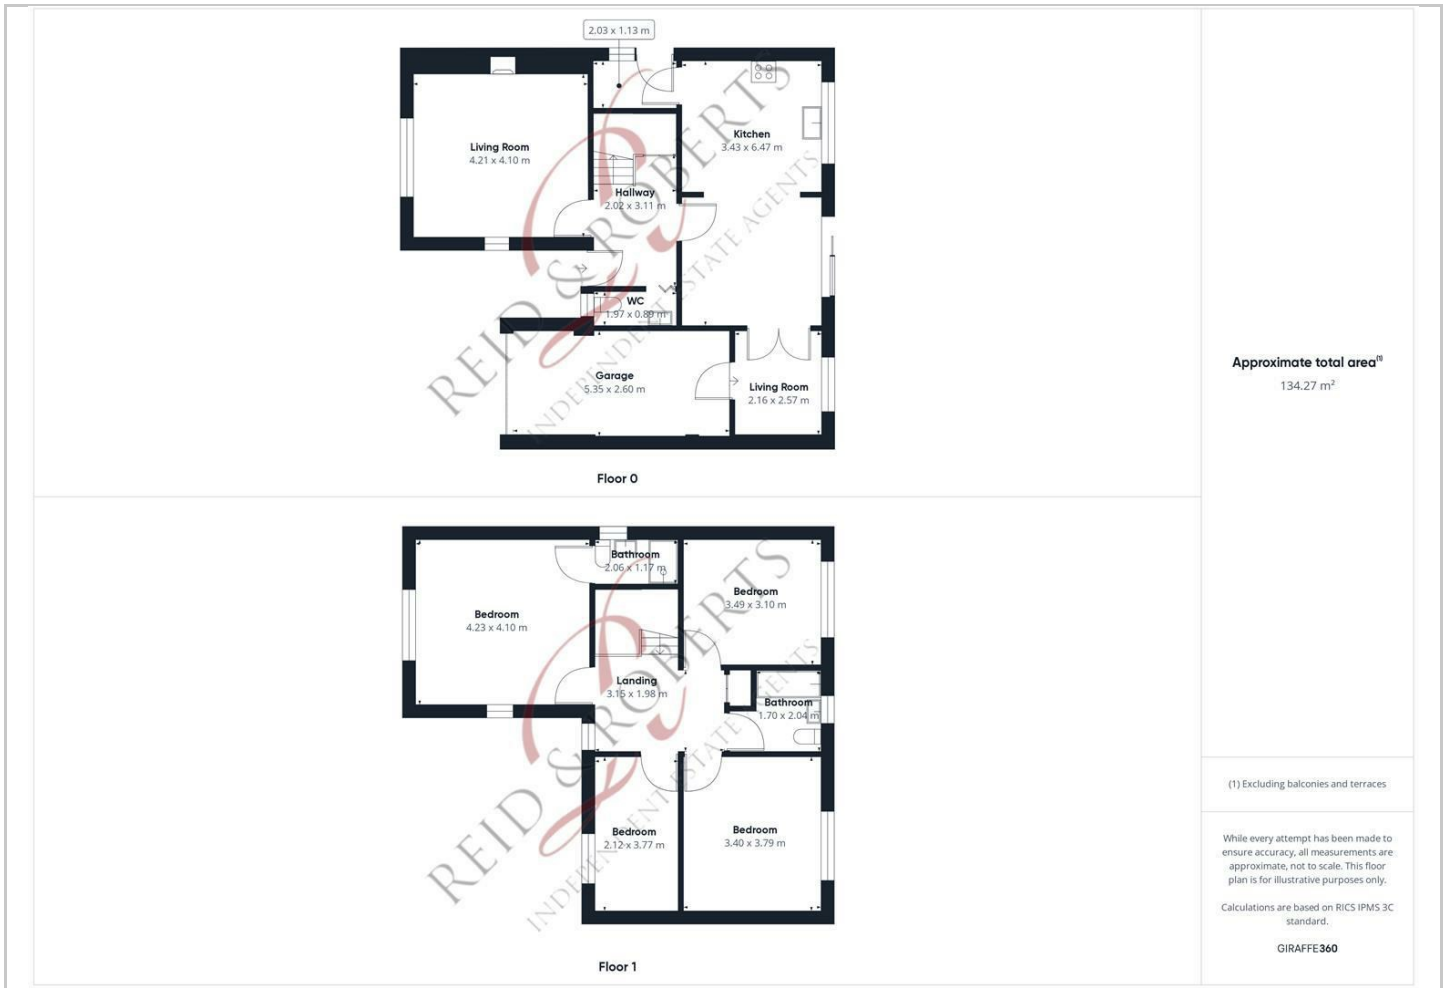 2.03 x 1.13 m
Living Room
4.21 x 4.10 m
Kitchen
3.43 x 6.47 m
Hallway
2.02 x 3.11 m
WC
1.97 x 0.89 m
Garage
5.35 x 2.60 m
Living Room
2.16 x 2.57 m
REID & ROBERTS
INDEPENDENT ESTATE AGENTS
Floor 0
Bathroom
2.06 x 1.17 m
Bedroom
4.23 x 4.10 m
Bedroom
3.49 x 3.10 m
Landing
3.15 x 1.98 m
Bathroom
1.70 x 2.04 m
Bedroom
2.12 x 3.77 m
Bedroom
3.40 x 3.79 m
REID & ROBERTS
INDEPENDENT ESTATE AGENTS
Floor 1
Approximate total area(1)
134.27 m²
(1) Excluding balconies and terraces
While every attempt has been made to
ensure accuracy, all measurements are
approximate, not to scale. This floor
plan is for illustrative purposes only.
Calculations are based on RICS IPMS 3C
standard.
GIRAFFE360